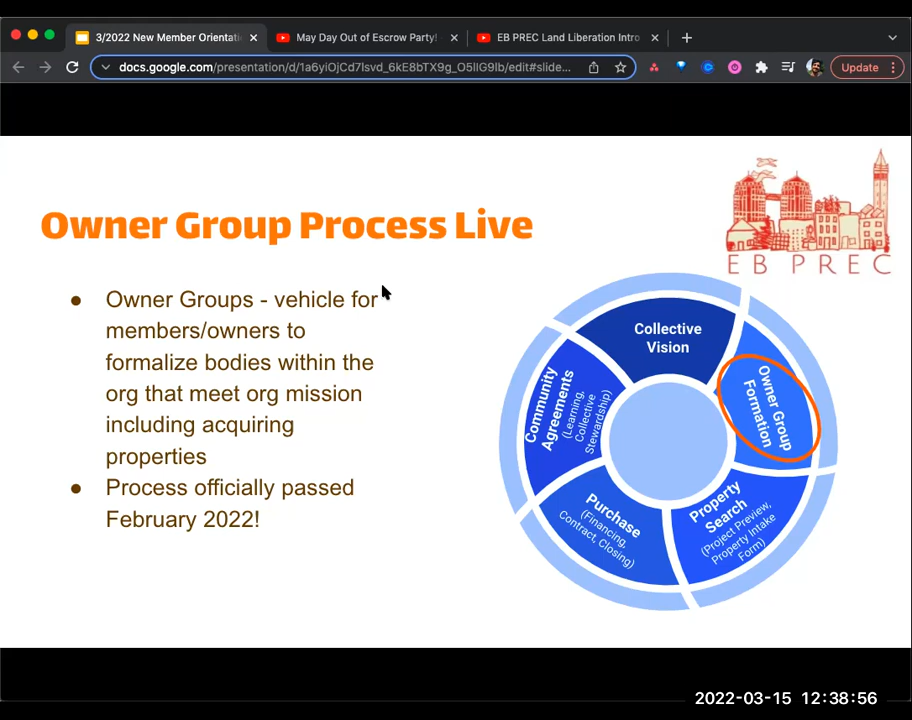 3/2022 New Member Orientati
May Day Out of Escrow Party!
EB PREC Land Liberation Intro
docs.google.com/presentation/d/1a6yiOjCd7Isvd_6kE8bTX9g_O5lIG9lb/edit#slide...
Update
Owner Group Process Live
EB PREC
● Owner Groups - vehicle for
members/owners to
formalize bodies within the
org that meet org mission
including acquiring
properties
● Process officially passed
February 2022!
Collective
Vision
Owner Group
Formation
Property
Search
(Project Preview,
Property Intake
Form)
Purchase
(Financing,
Contract, Closing)
Community
Agreements
(Learning,
Collective
Stewardship)
2022-03-15 12:38:56